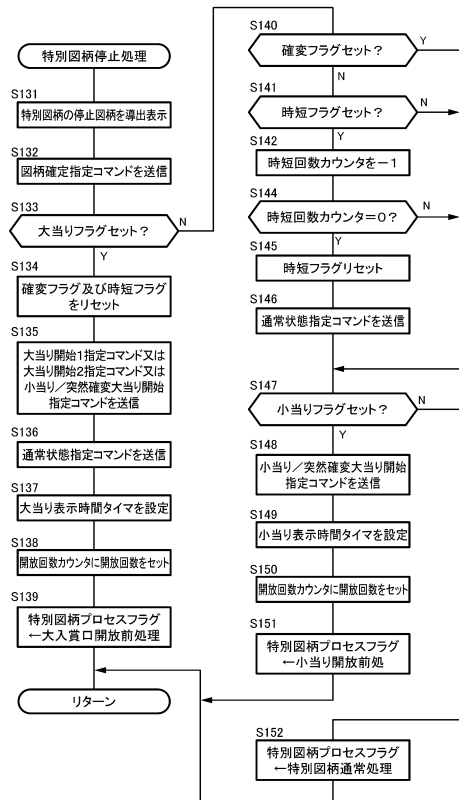 特別図柄停止処理
S131
特別図柄の停止図柄を導出表示
S132
図柄確定指定コマンドを送信
S133
大当りフラグセット？
N
Y
S134
確変フラグ及び時短フラグ
をリセット
S135
大当り開始1指定コマンド又は
大当り開始2指定コマンド又は
小当り／突然確変大当り開始
指定コマンドを送信
S136
通常状態指定コマンドを送信
S137
大当り表示時間タイマを設定
S138
開放回数カウンタに開放回数をセット
S139
特別図柄プロセスフラグ
←大入賞口開放前処理
リターン
S140
確変フラグセット？
Y
N
S141
時短フラグセット？
N
Y
S142
時短回数カウンタを－1
S144
時短回数カウンタ＝0？
N
Y
S145
時短フラグリセット
S146
通常状態指定コマンドを送信
S147
小当りフラグセット？
N
Y
S148
小当り／突然確変大当り開始
指定コマンドを送信
S149
小当り表示時間タイマを設定
S150
開放回数カウンタに開放回数をセット
S151
特別図柄プロセスフラグ
←小当り開放前処
S152
特別図柄プロセスフラグ
←特別図柄通常処理